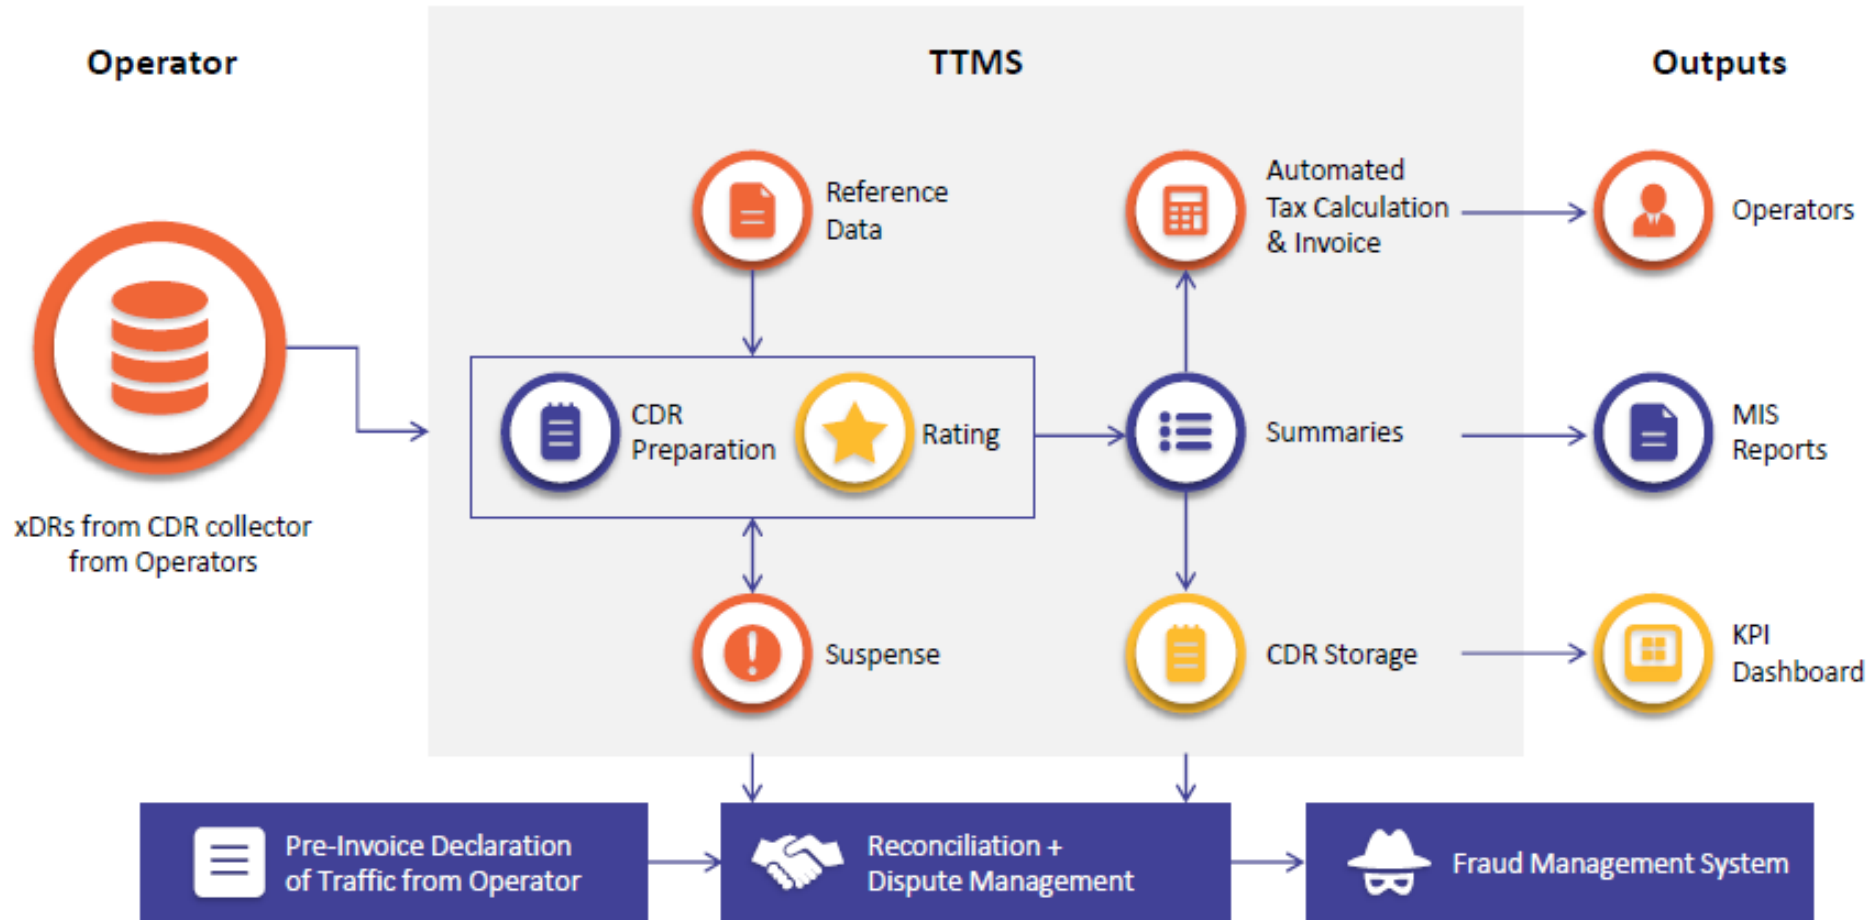 Operator
TTMS
Outputs
Reference
Data
Automated
Tax Calculation
& Invoice
Operators
xDRs from CDR collector
from Operators
CDR
Preparation
Rating
Summaries
MIS
Reports
Suspense
CDR Storage
KPI
Dashboard
Pre-Invoice Declaration
of Traffic from Operator
Reconciliation +
Dispute Management
Fraud Management System